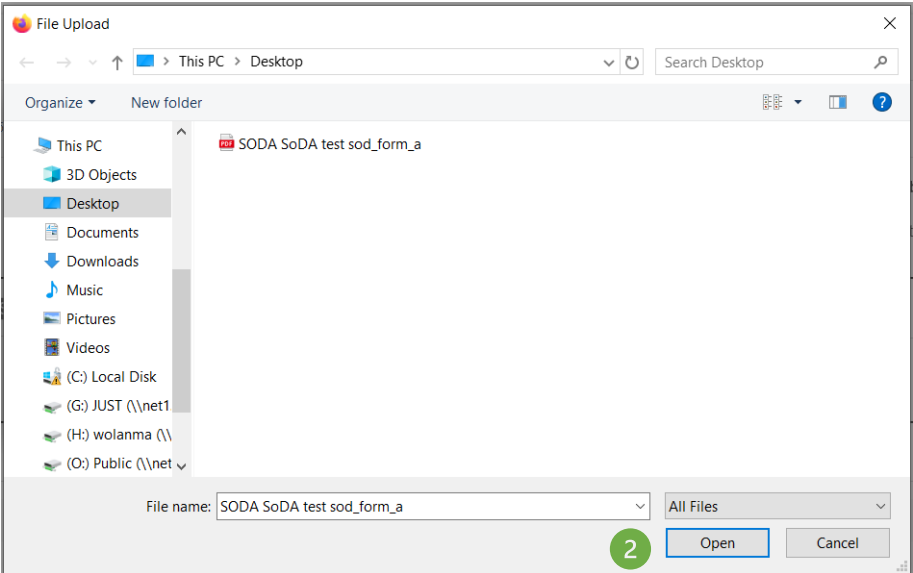 File Upload
This PC > Desktop
Search Desktop
Organize
New folder
?
This PC
3D Objects
Desktop
Documents
Downloads
Music
Pictures
Videos
(C:) Local Disk
(G:) JUST (\\net1
(H:) wolanma (\\
(O:) Public (\\net
PDF
SODA SoDA test sod_form_a
File name: SODA SoDA test sod_form_a
All Files
2
Open
Cancel